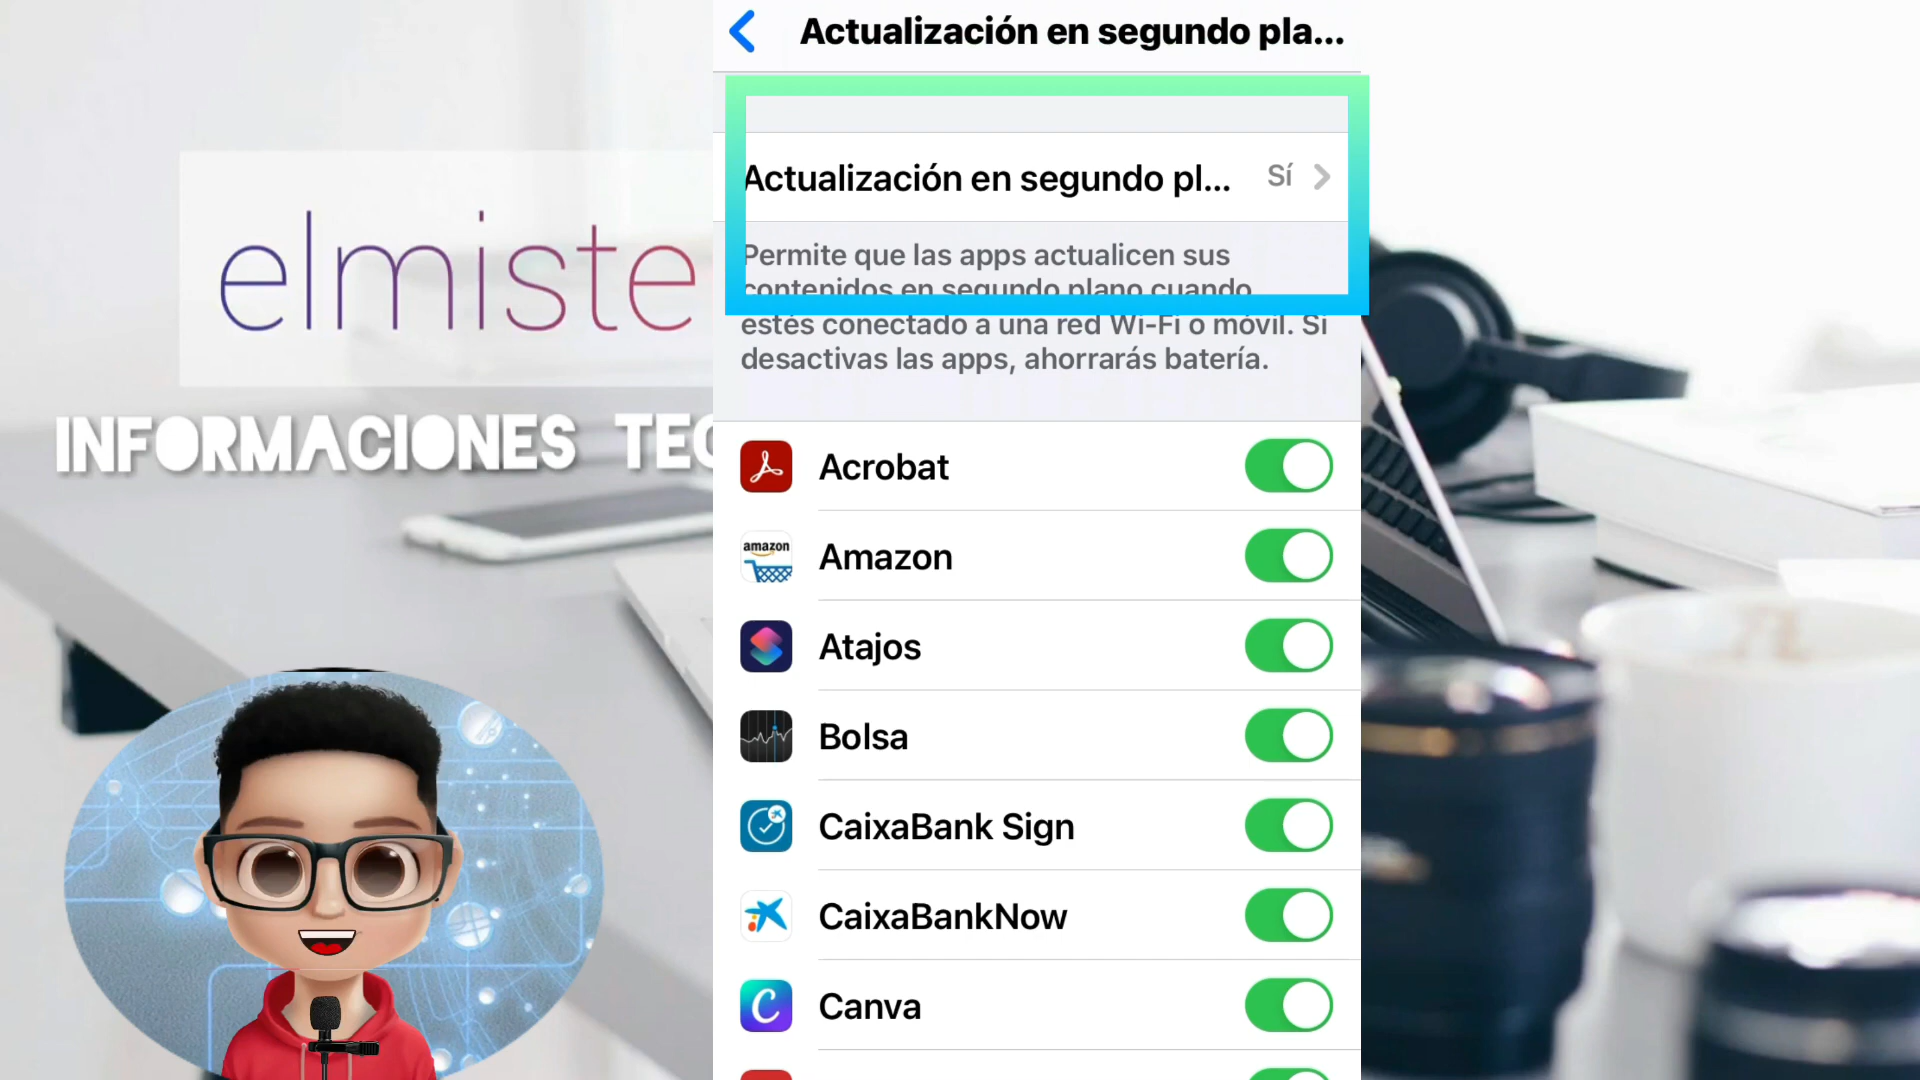 Actualización en segundo pla...
Actualización en segundo pl... Sí
Permite que las apps actualicen sus
contenidos en segundo plano cuando
estés conectado a una red Wi-Fi o móvil. Si
desactivas las apps, ahorrarás batería.
elmiste
INFORMACIONES TEC
Acrobat
amazon
Amazon
Atajos
Bolsa
CaixaBank Sign
CaixaBankNow
C
Canva